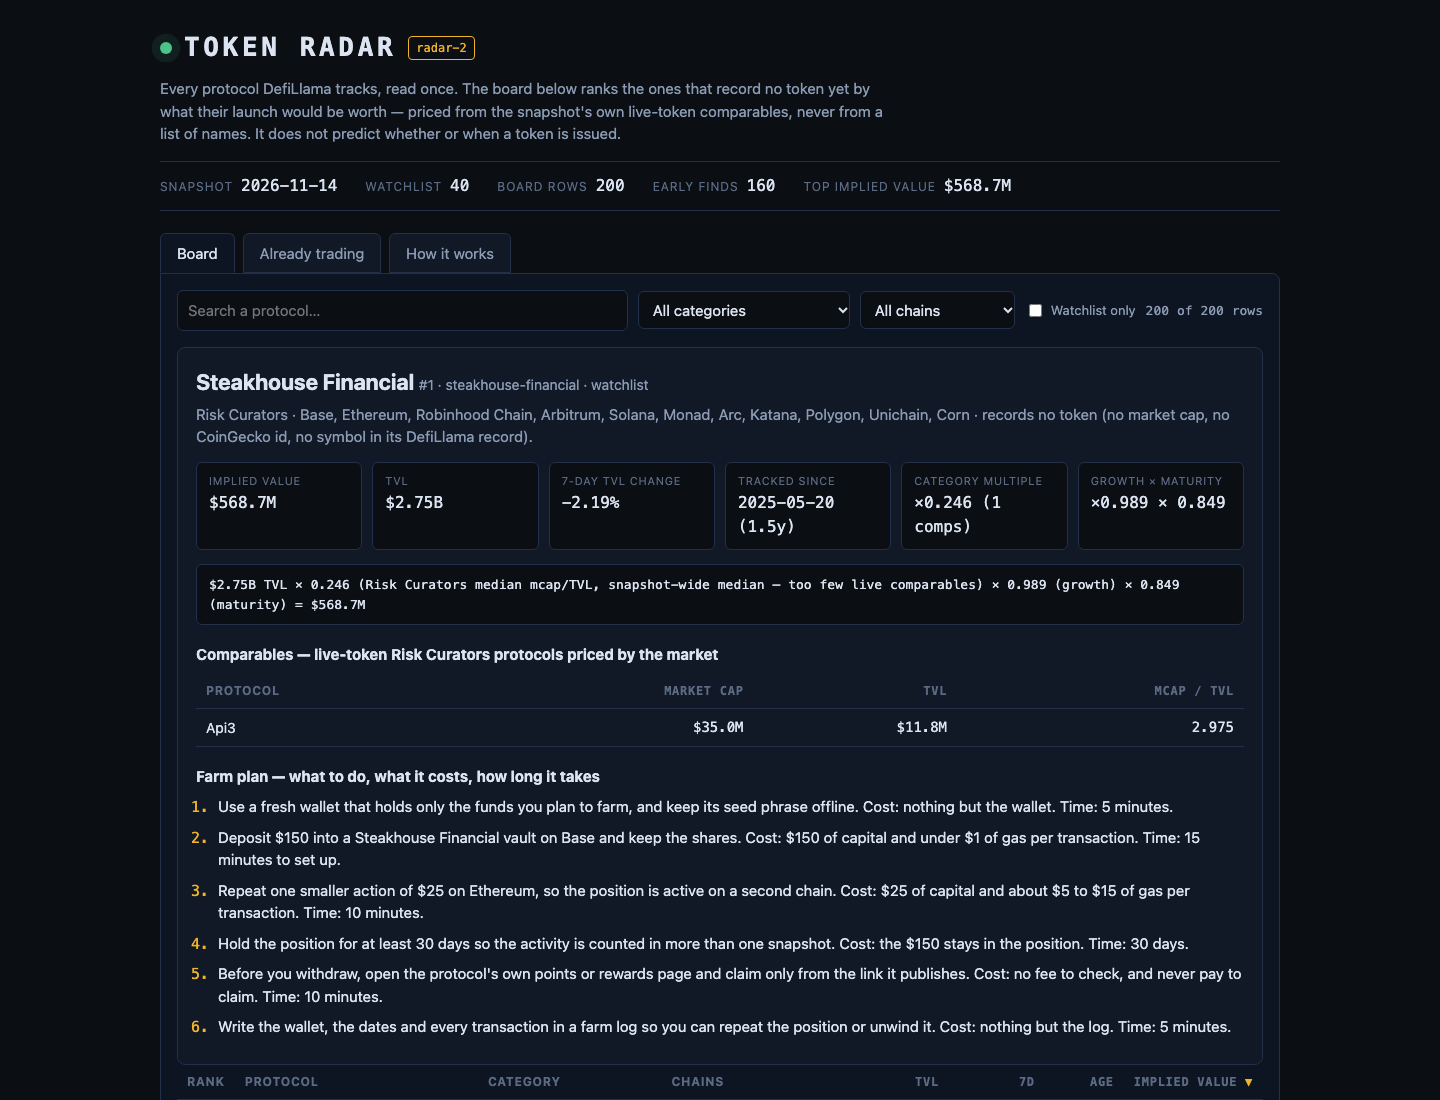 TOKEN RADAR radar-2
Every protocol DefiLlama tracks, read once. The board below ranks the ones that record no token yet by
what their launch would be worth — priced from the snapshot's own live-token comparables, never from a
list of names. It does not predict whether or when a token is issued.
SNAPSHOT 2026-11-14 WATCHLIST 40 BOARD ROWS 200 EARLY FINDS 160 TOP IMPLIED VALUE $568.7M
Board Already trading How it works
Search a protocol... All categories All chains Watchlist only 200 of 200 rows
Steakhouse Financial #1 · steakhouse-financial · watchlist
Risk Curators · Base, Ethereum, Robinhood Chain, Arbitrum, Solana, Monad, Arc, Katana, Polygon, Unichain, Corn · records no token (no market cap, no
CoinGecko id, no symbol in its DefiLlama record).
IMPLIED VALUE TVL 7-DAY TVL CHANGE TRACKED SINCE CATEGORY MULTIPLE GROWTH × MATURITY
$568.7M $2.75B −2.19% 2025-05-20 ×0.246 (1 ×0.989 × 0.849
(1.5y) comps)
$2.75B TVL × 0.246 (Risk Curators median mcap/TVL, snapshot-wide median — too few live comparables) × 0.989 (growth) × 0.849
(maturity) = $568.7M
Comparables — live-token Risk Curators protocols priced by the market
PROTOCOL MARKET CAP TVL MCAP / TVL
Api3 $35.0M $11.8M 2.975
Farm plan — what to do, what it costs, how long it takes
1. Use a fresh wallet that holds only the funds you plan to farm, and keep its seed phrase offline. Cost: nothing but the wallet. Time: 5 minutes.
2. Deposit $150 into a Steakhouse Financial vault on Base and keep the shares. Cost: $150 of capital and under $1 of gas per transaction. Time: 15
minutes to set up.
3. Repeat one smaller action of $25 on Ethereum, so the position is active on a second chain. Cost: $25 of capital and about $5 to $15 of gas per
transaction. Time: 10 minutes.
4. Hold the position for at least 30 days so the activity is counted in more than one snapshot. Cost: the $150 stays in the position. Time: 30 days.
5. Before you withdraw, open the protocol's own points or rewards page and claim only from the link it publishes. Cost: no fee to check, and never pay to
claim. Time: 10 minutes.
6. Write the wallet, the dates and every transaction in a farm log so you can repeat the position or unwind it. Cost: nothing but the log. Time: 5 minutes.
RANK PROTOCOL CATEGORY CHAINS TVL 7D AGE IMPLIED VALUE ▼